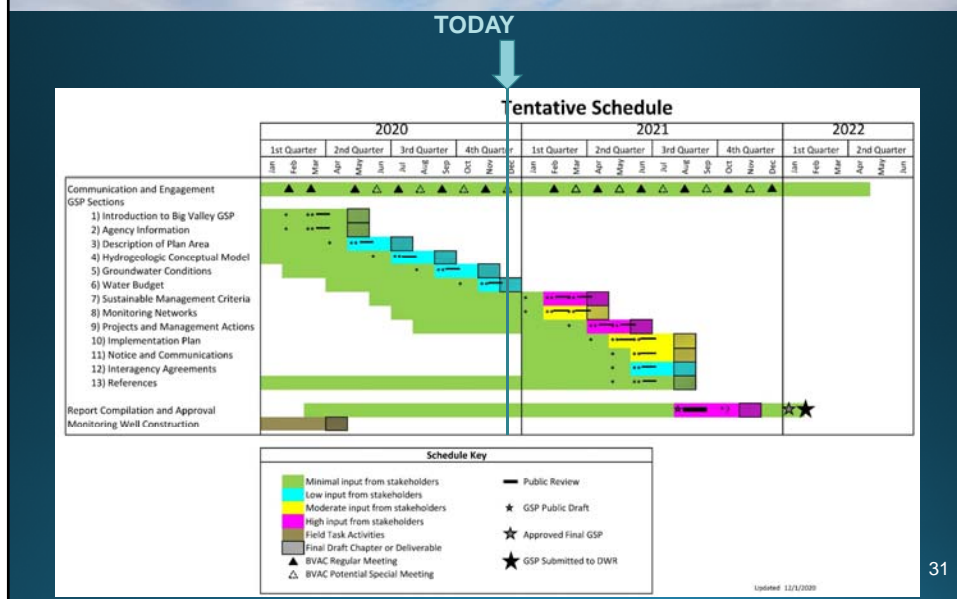 TODAY
Tentative Schedule
2020 2021 2022
1st Quarter 2nd Quarter 3rd Quarter 4th Quarter 1st Quarter 2nd Quarter 3rd Quarter 4th Quarter 1st Quarter 2nd Quarter
Jan Feb Mar Apr May Jun Jul Aug Sep Oct Nov Dec Jan Feb Mar Apr May Jun Jul Aug Sep Oct Nov Dec Jan Feb Mar Apr May Jun
Communication and Engagement
GSP Sections
1) Introduction to Big Valley GSP
2) Agency Information
3) Description of Plan Area
4) Hydrogeologic Conceptual Model
5) Groundwater Conditions
6) Water Budget
7) Sustainable Management Criteria
8) Monitoring Networks
9) Projects and Management Actions
10) Implementation Plan
11) Notice and Communications
12) Interagency Agreements
13) References
Report Compilation and Approval
Monitoring Well Construction
Schedule Key
Minimal input from stakeholders
Low input from stakeholders
Moderate input from stakeholders
High input from stakeholders
Field Task Activities
Final Draft Chapter or Deliverable
BVAC Regular Meeting
BVAC Potential Special Meeting
Public Review
GSP Public Draft
Approved Final GSP
GSP Submitted to DWR
Updated 12/1/2020
31